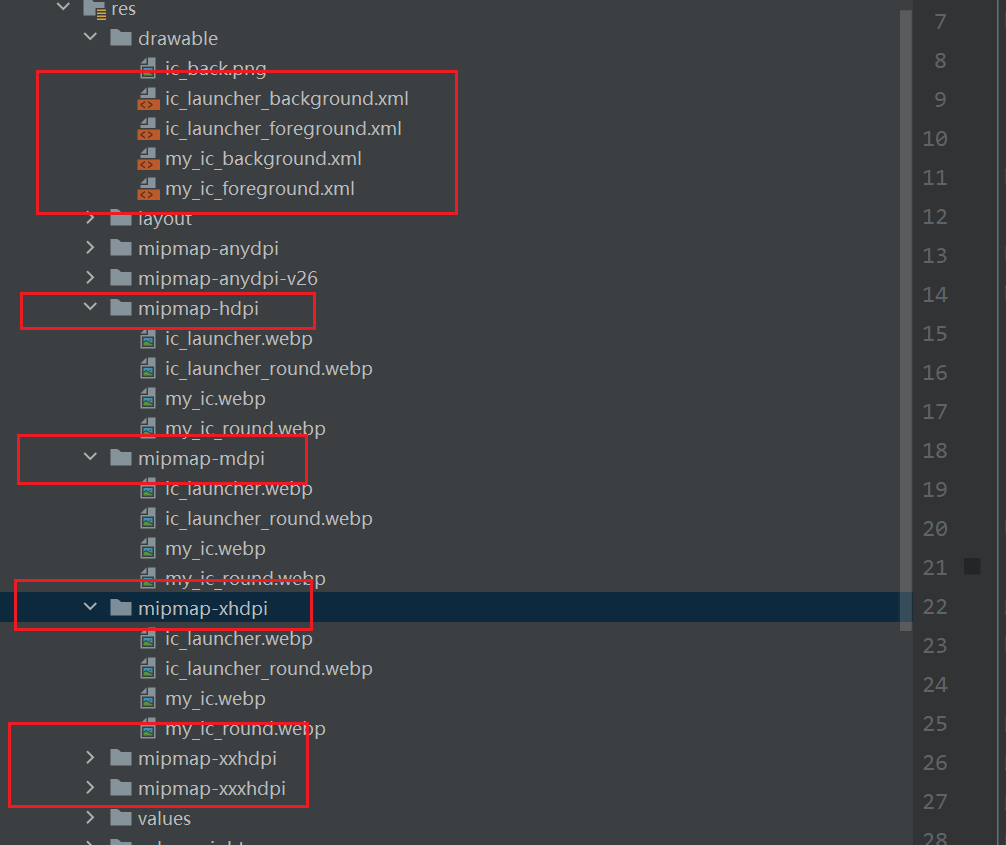 res
drawable
ic_back.png
ic_launcher_background.xml
ic_launcher_foreground.xml
my_ic_background.xml
my_ic_foreground.xml
layout
mipmap-anydpi
mipmap-anydpi-v26
mipmap-hdpi
ic_launcher.webp
ic_launcher_round.webp
my_ic.webp
my_ic_round.webp
mipmap-mdpi
ic_launcher.webp
ic_launcher_round.webp
my_ic.webp
my_ic_round.webp
mipmap-xhdpi
ic_launcher.webp
ic_launcher_round.webp
my_ic.webp
my_ic_round.webp
mipmap-xxhdpi
mipmap-xxxhdpi
values
7
8
9
10
11
12
13
14
15
16
17
18
19
20
21
22
23
24
25
26
27
28